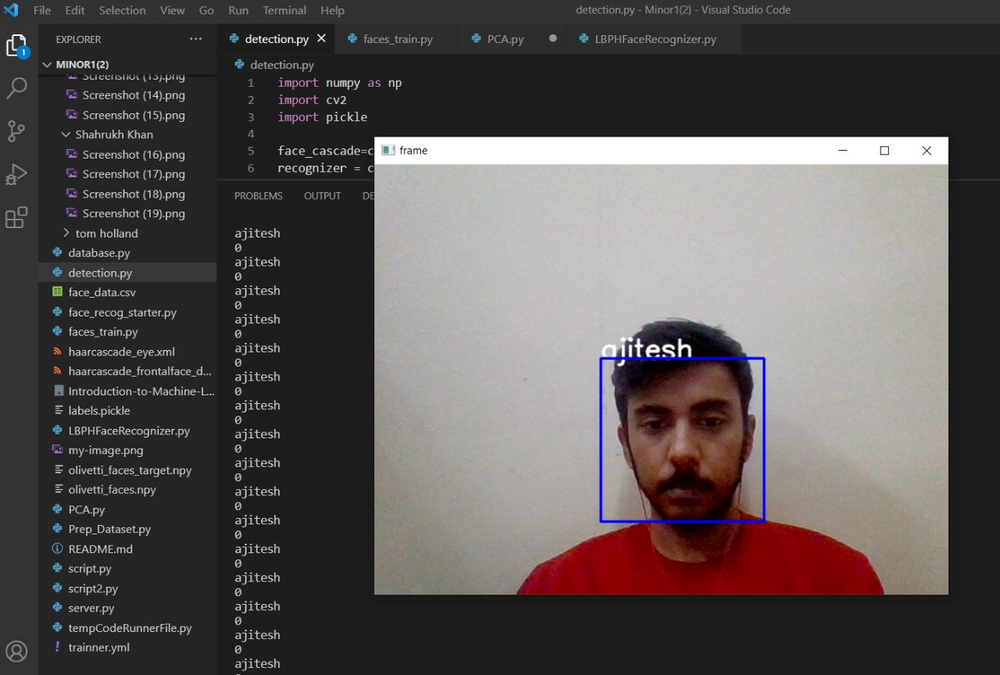 File Edit Selection View Go Run Terminal Help
detection.py - Minor1(2) - Visual Studio Code
EXPLORER
1
detection.py
faces_train.py
PCA.py
LBPHFaceRecognizer.py
MINOR1(2)
Screenshot (13).png
Screenshot (14).png
Screenshot (15).png
Shahrukh Khan
Screenshot (16).png
Screenshot (17).png
Screenshot (18).png
Screenshot (19).png
tom holland
database.py
detection.py
face_data.csv
face_recog_starter.py
faces_train.py
haarcascade_eye.xml
haarcascade_frontalface_d...
Introduction-to-Machine-L...
labels.pickle
LBPHFaceRecognizer.py
my-image.png
olivetti_faces_target.npy
olivetti_faces.npy
PCA.py
Prep_Dataset.py
README.md
script.py
script2.py
server.py
tempCodeRunnerFile.py
trainner.yml
detection.py
1 import numpy as np
2 import cv2
3 import pickle
4
5 face_cascade=c
6 recognizer = c
PROBLEMS OUTPUT DE
ajitesh
0
ajitesh
0
ajitesh
0
ajitesh
0
ajitesh
0
ajitesh
0
ajitesh
0
ajitesh
0
ajitesh
0
ajitesh
0
ajitesh
0
ajitesh
0
ajitesh
0
ajitesh
0
ajitesh
0
ajitesh
frame
ajitesh